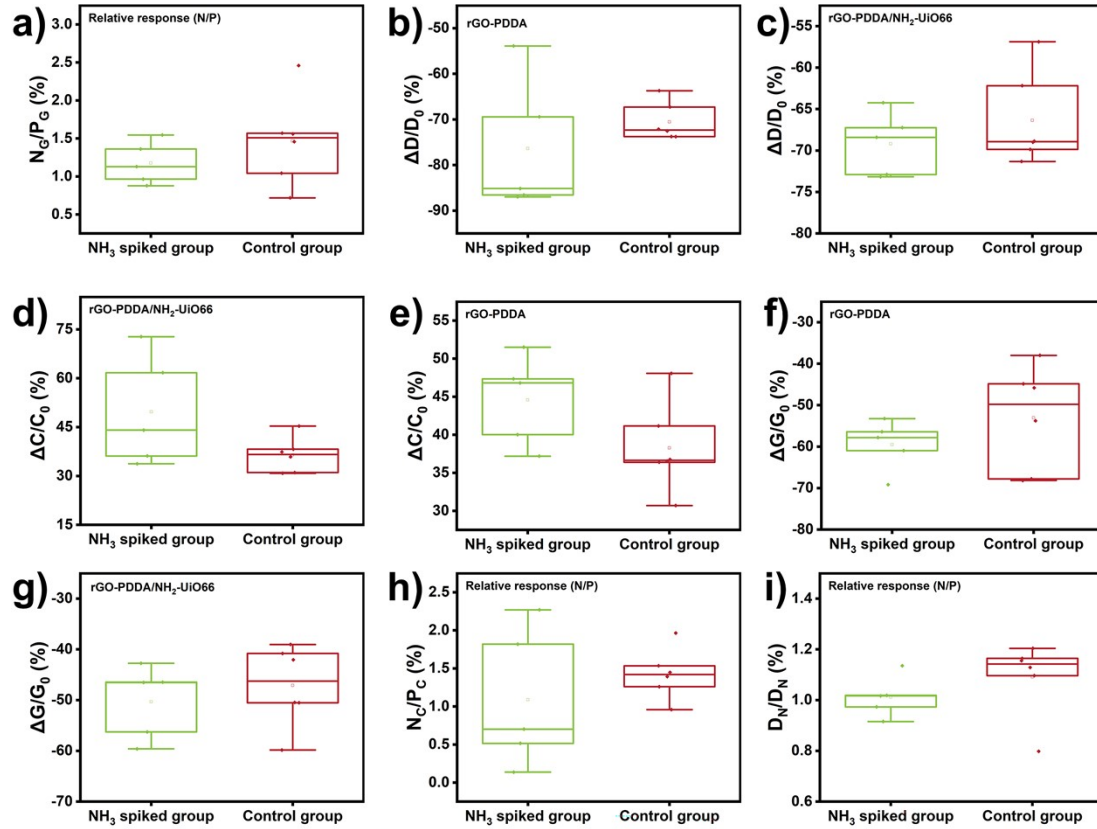 a)
Relative response (N/P)
N_G/P_G (%)
3.0
2.5
2.0
1.5
1.0
0.5
NH₃ spiked group
Control group
b)
rGO-PDDA
ΔD/D₀ (%)
-50
-60
-70
-80
-90
NH₃ spiked group
Control group
c)
rGO-PDDA/NH₂-UiO66
ΔD/D₀ (%)
-55
-60
-65
-70
-75
-80
NH₃ spiked group
Control group
d)
rGO-PDDA/NH₂-UiO66
ΔC/C₀ (%)
75
60
45
30
15
NH₃ spiked group
Control group
e)
rGO-PDDA
ΔC/C₀ (%)
55
50
45
40
35
30
NH₃ spiked group
Control group
f)
rGO-PDDA
ΔG/G₀ (%)
-30
-40
-50
-60
-70
-80
NH₃ spiked group
Control group
g)
rGO-PDDA/NH₂-UiO66
ΔG/G₀ (%)
-30
-40
-50
-60
-70
NH₃ spiked group
Control group
h)
Relative response (N/P)
N_C/P_C (%)
2.5
2.0
1.5
1.0
0.5
0.0
NH₃ spiked group
Control group
i)
Relative response (N/P)
D_N/D_N (%)
1.4
1.2
1.0
0.8
0.6
NH₃ spiked group
Control group